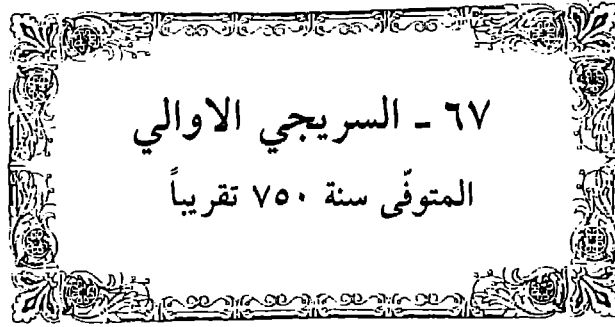 ٦٧ ـ السريجي الاوالي
المتوفّى سنة ٧٥٠ تقريباً